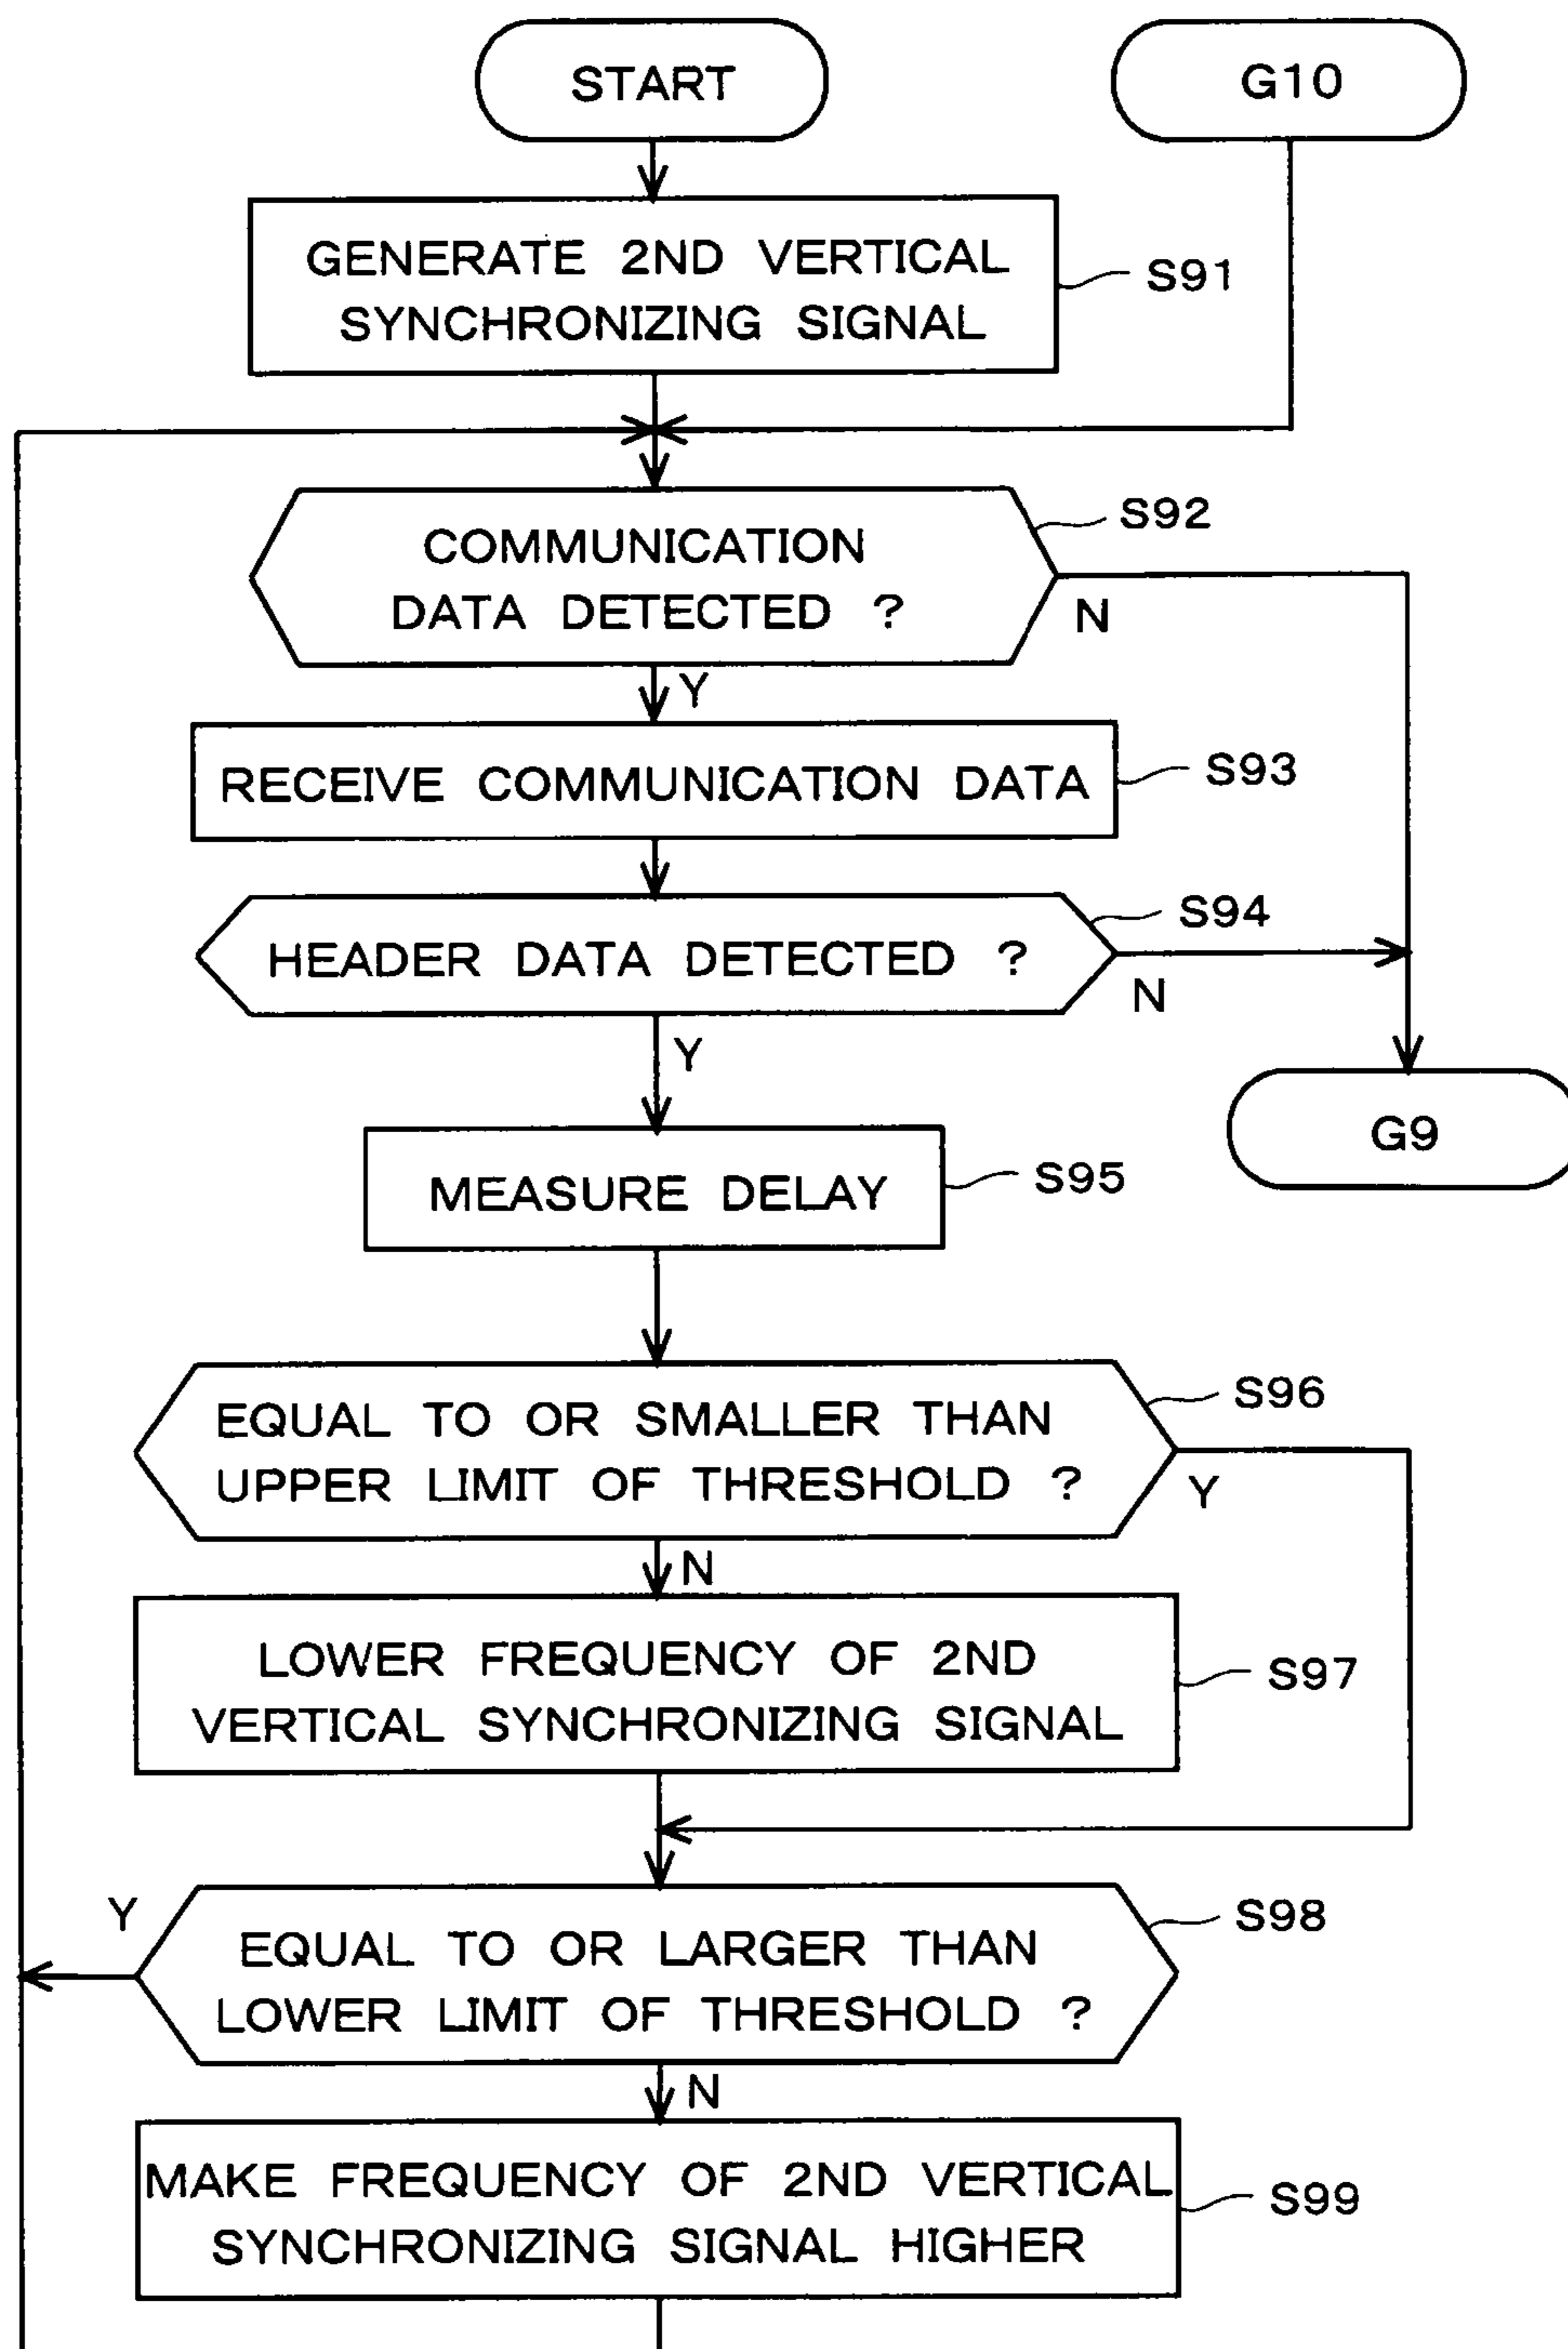 START
G10
GENERATE 2ND VERTICAL
SYNCHRONIZING SIGNAL
S91
COMMUNICATION
DATA DETECTED ?
S92
N
Y
RECEIVE COMMUNICATION DATA
S93
HEADER DATA DETECTED ?
S94
N
Y
G9
MEASURE DELAY
S95
EQUAL TO OR SMALLER THAN
UPPER LIMIT OF THRESHOLD ?
S96
Y
N
LOWER FREQUENCY OF 2ND
VERTICAL SYNCHRONIZING SIGNAL
S97
Y
EQUAL TO OR LARGER THAN
LOWER LIMIT OF THRESHOLD ?
S98
N
MAKE FREQUENCY OF 2ND VERTICAL
SYNCHRONIZING SIGNAL HIGHER
S99